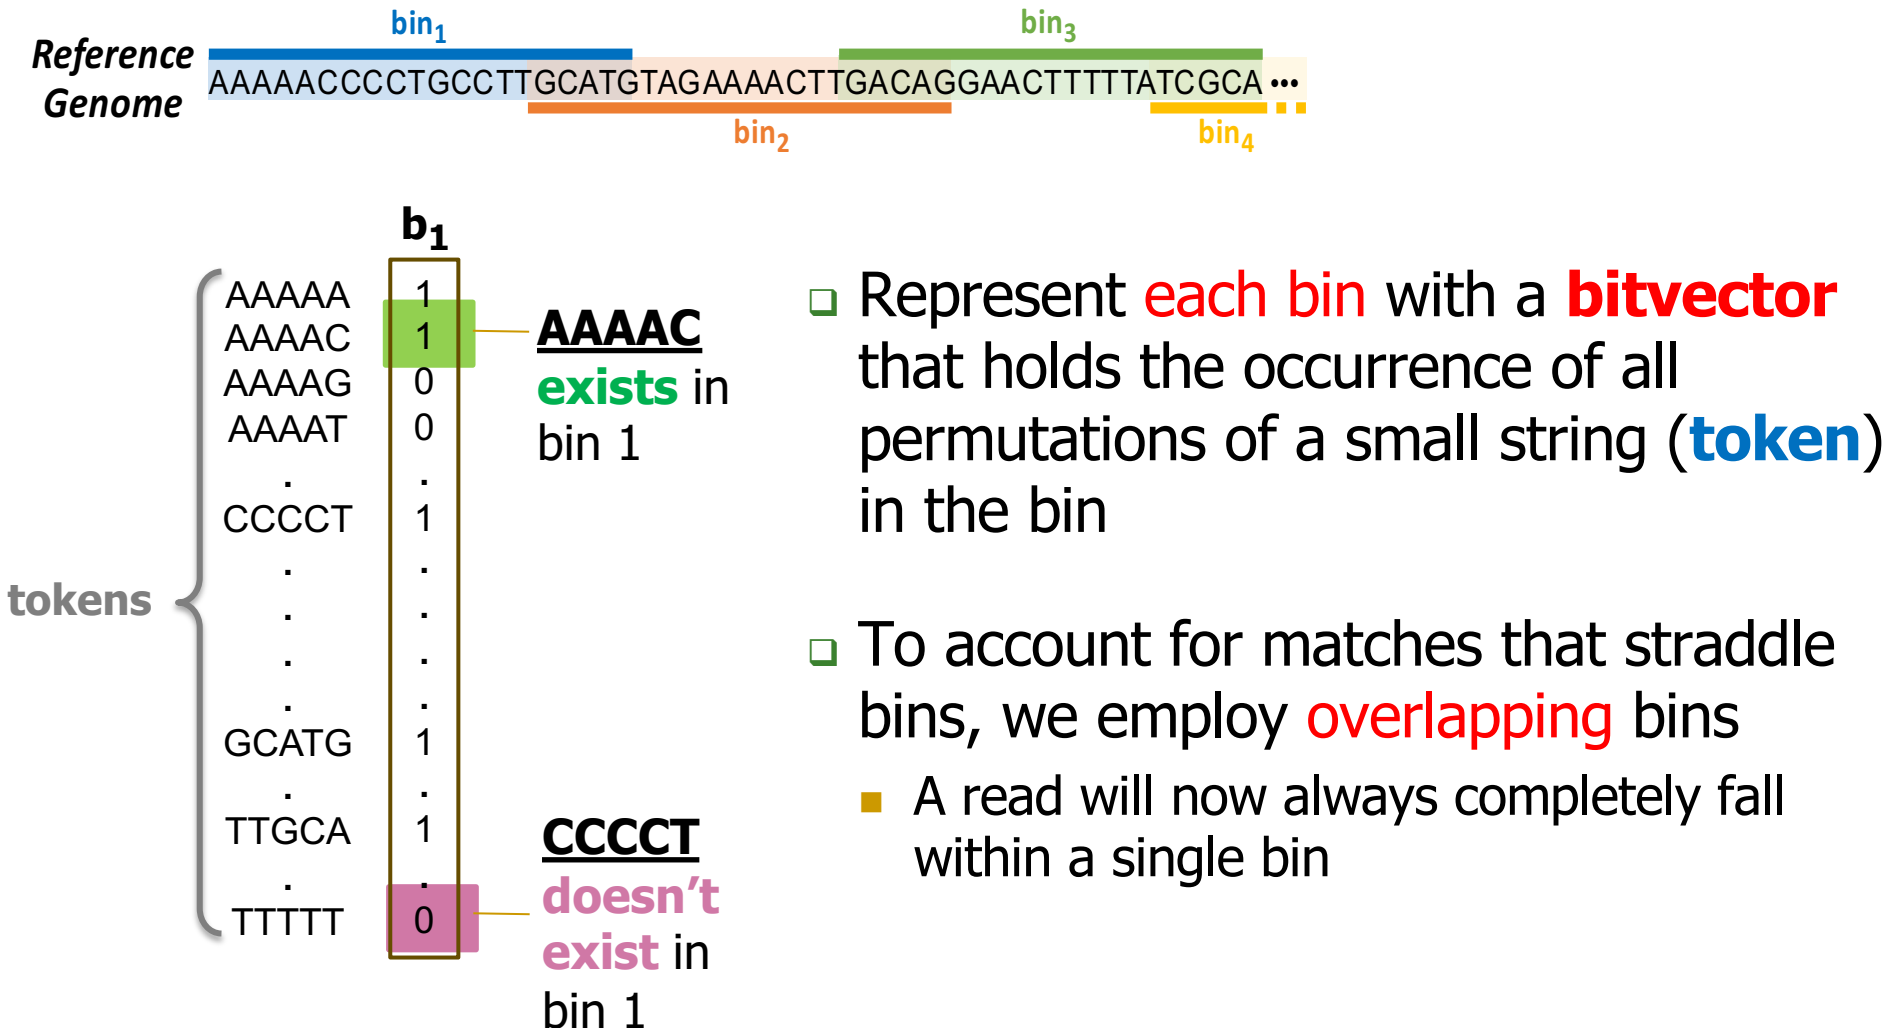 bin1
bin3
Reference
Genome
AAAAACCCCTGCCTTGCATGTAGAAAACTTGACAGGAACTTTTTATCGCA •••
bin2
bin4
b1
tokens
AAAAA 1
AAAAC 1
AAAAG 0
AAAAT 0
. .
CCCCT 1
. .
. .
. .
. .
GCATG 1
. .
TTGCA 1
. .
TTTTT 0
AAAAC
exists in
bin 1
CCCCT
doesn't
exist in
bin 1
❑ Represent each bin with a bitvector
that holds the occurrence of all
permutations of a small string (token)
in the bin
❑ To account for matches that straddle
bins, we employ overlapping bins
■ A read will now always completely fall
within a single bin